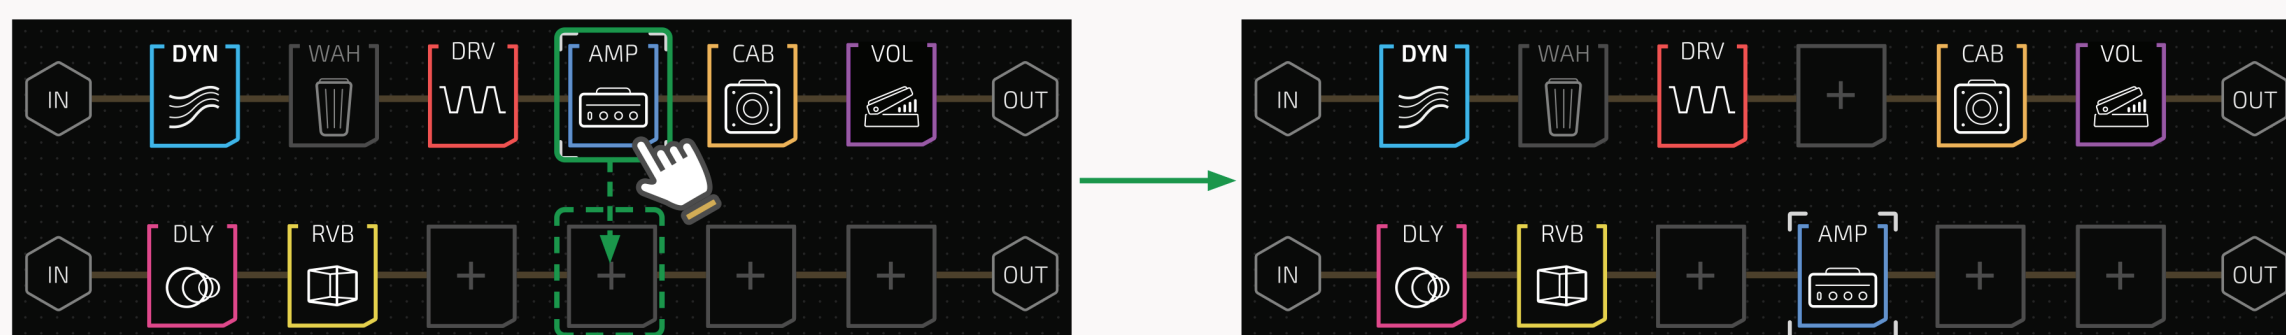 IN DYN WAH DRV AMP CAB VOL OUT
IN DLY RVB + + + + OUT
IN DYN WAH DRV + CAB VOL OUT
IN DLY RVB + AMP + + OUT